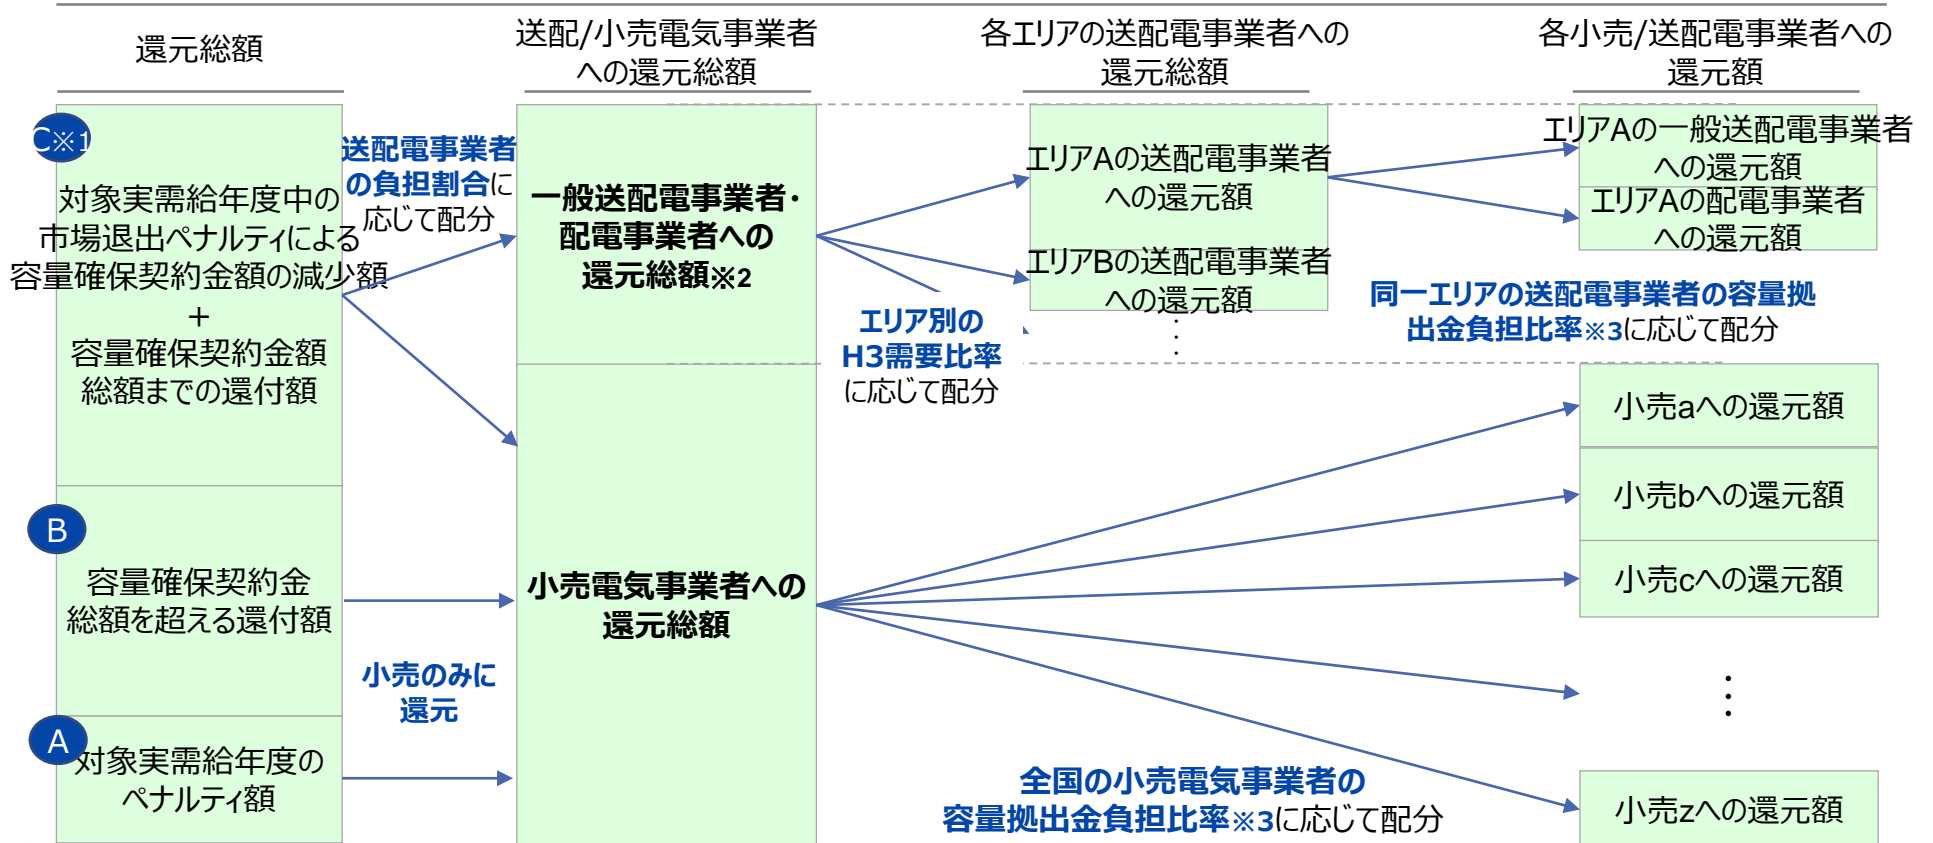 還元総額
送配/小売電気事業者
への還元総額
各エリアの送配電事業者への
還元総額
各小売/送配電事業者への
還元額
C※1
対象実需給年度中の
市場退出ペナルティによる
容量確保契約金額の減少額
+
容量確保契約金額
総額までの還付額
送配電事業者
の負担割合に
応じて配分
一般送配電事業者・
配電事業者への
還元総額※2
エリア別の
H3需要比率
に応じて配分
エリアAの送配電事業者
への還元額
エリアBの送配電事業者
への還元額
⋮
エリアAの一般送配電事業者
への還元額
エリアAの配電事業者
への還元額
同一エリアの送配電事業者の容量拠
出金負担比率※3に応じて配分
B
容量確保契約金
総額を超える還付額
小売のみに
還元
A
対象実需給年度の
ペナルティ額
小売電気事業者への
還元総額
全国の小売電気事業者の
容量拠出金負担比率※3に応じて配分
小売aへの還元額
小売bへの還元額
小売cへの還元額
⋮
小売zへの還元額